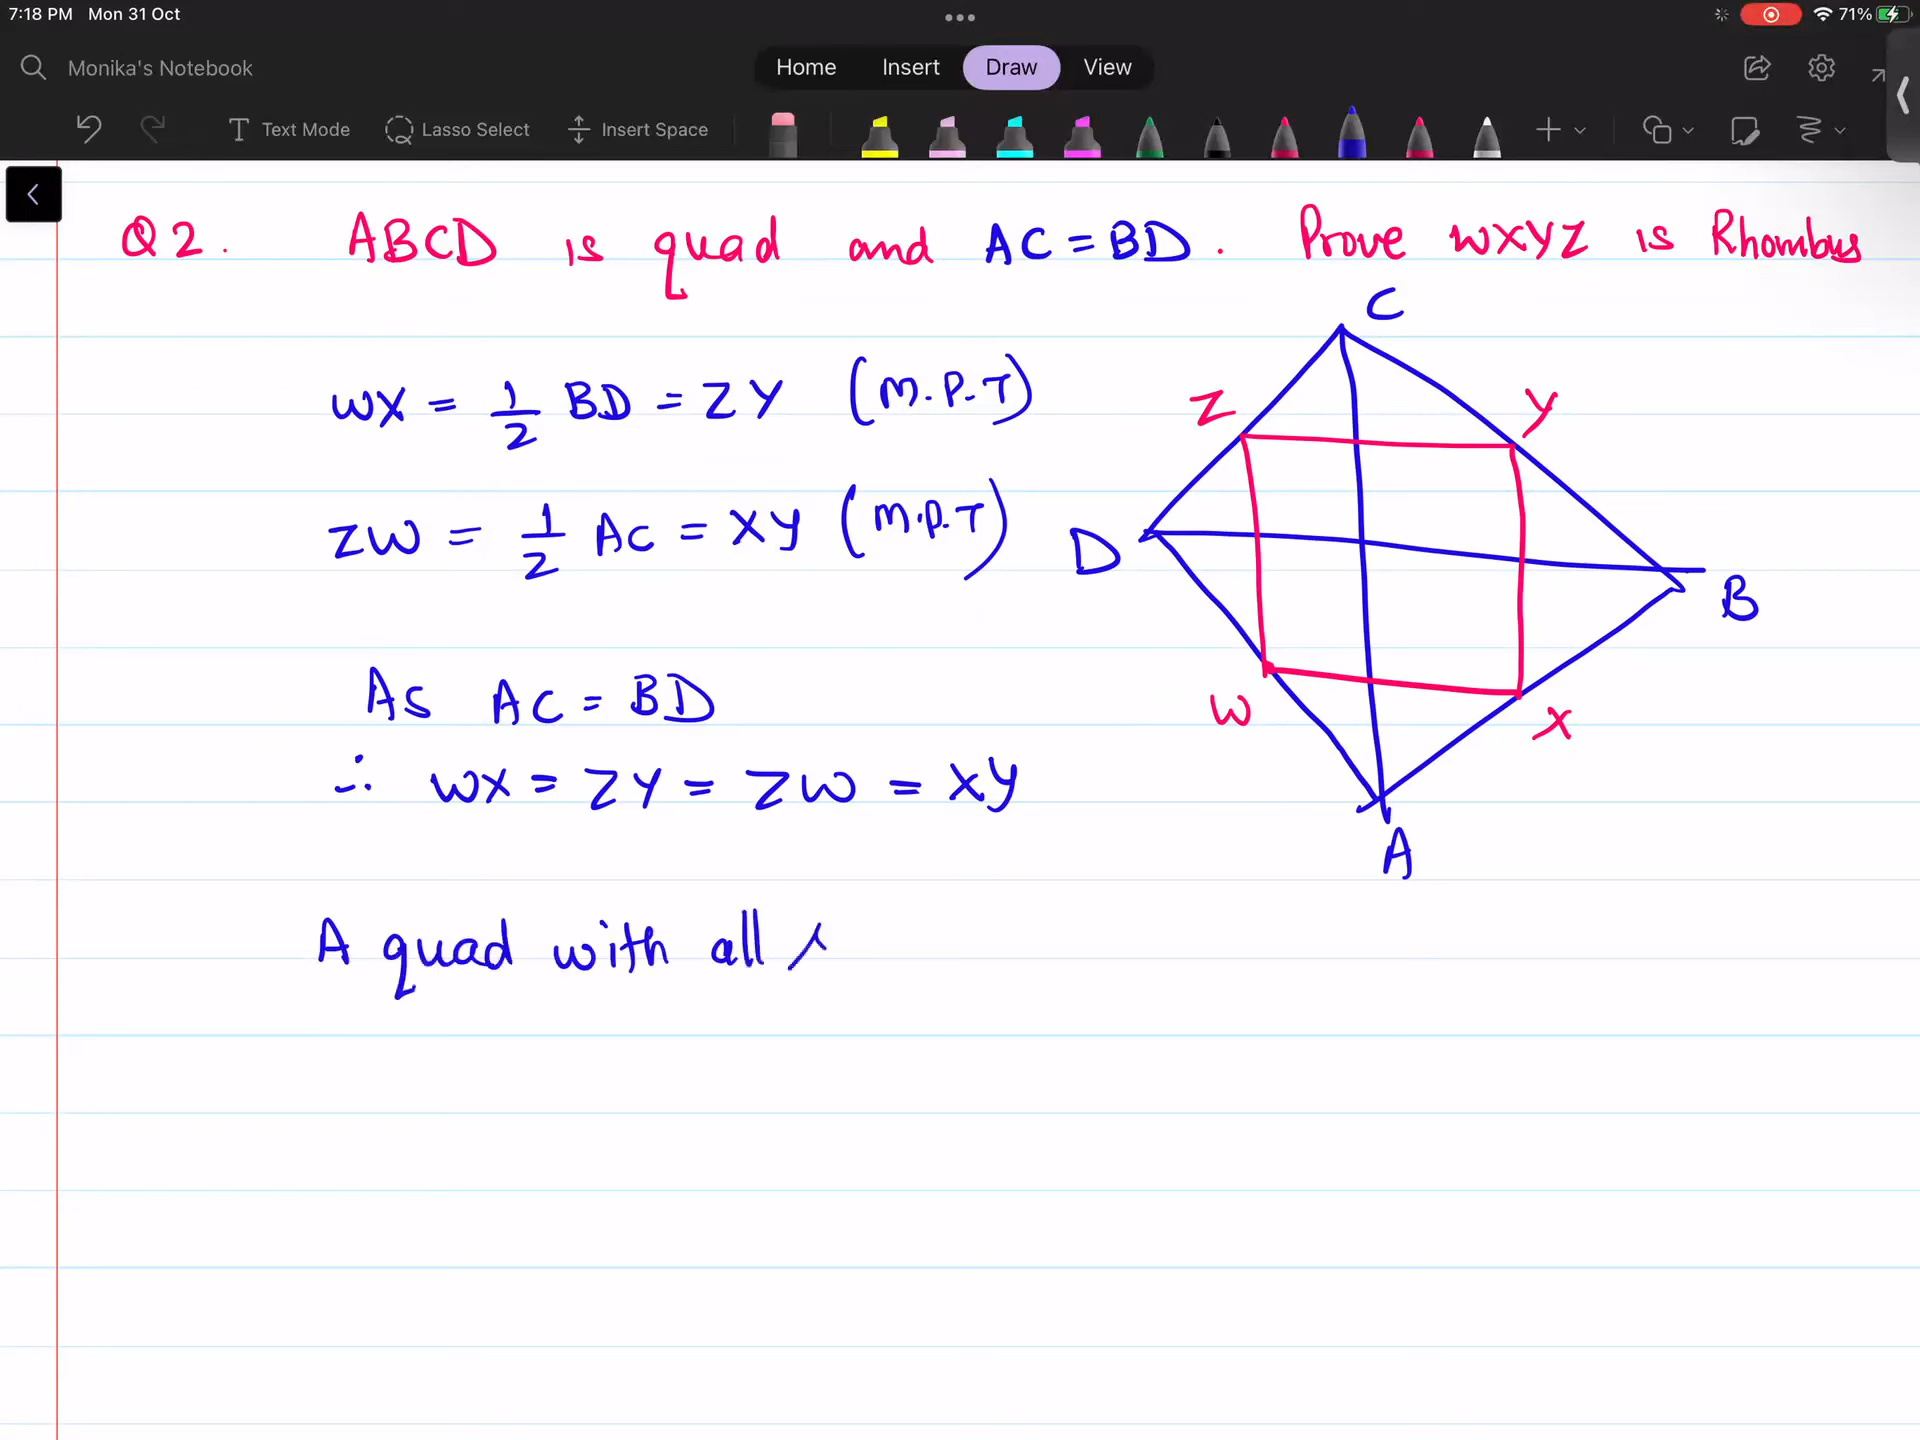 7:18 PM Mon 31 Oct
71%
Monika's Notebook
Home Insert Draw View
Text Mode Lasso Select Insert Space
Q 2. ABCD is quad and AC = BD. Prove WXYZ is Rhombus
C
WX = 1/2 BD = ZY (M.P.T)
Z Y
ZW = 1/2 AC = XY (M.P.T)
D B
As AC = BD
W X
∴ WX = ZY = ZW = XY
A
A quad with all